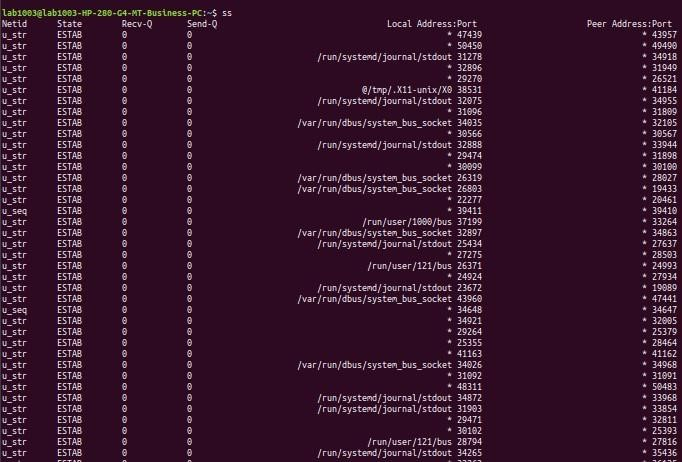 lab1003@lab1003-HP-280-G4-MT-Business-PC:~$ ss
Netid State Recv-Q Send-Q Local Address:Port Peer Address:Port
u_str ESTAB 0 0 * 47439 * 43957
u_str ESTAB 0 0 * 50450 * 49490
u_str ESTAB 0 0 /run/systemd/journal/stdout 31278 * 34918
u_str ESTAB 0 0 * 32896 * 31949
u_str ESTAB 0 0 * 29270 * 26521
u_str ESTAB 0 0 @/tmp/.X11-unix/X0 38531 * 41184
u_str ESTAB 0 0 /run/systemd/journal/stdout 32075 * 34955
u_str ESTAB 0 0 * 31096 * 31809
u_str ESTAB 0 0 /var/run/dbus/system_bus_socket 34035 * 32105
u_str ESTAB 0 0 * 30566 * 30567
u_str ESTAB 0 0 /run/systemd/journal/stdout 32888 * 33944
u_str ESTAB 0 0 * 29474 * 31898
u_str ESTAB 0 0 * 30099 * 30100
u_str ESTAB 0 0 /var/run/dbus/system_bus_socket 26319 * 28027
u_str ESTAB 0 0 /var/run/dbus/system_bus_socket 26803 * 19433
u_str ESTAB 0 0 * 22277 * 20461
u_seq ESTAB 0 0 * 39411 * 39410
u_str ESTAB 0 0 /run/user/1000/bus 37199 * 33264
u_str ESTAB 0 0 /var/run/dbus/system_bus_socket 32897 * 34863
u_str ESTAB 0 0 /run/systemd/journal/stdout 25434 * 27637
u_str ESTAB 0 0 * 27275 * 28503
u_str ESTAB 0 0 /run/user/121/bus 26371 * 24993
u_str ESTAB 0 0 * 24924 * 27934
u_str ESTAB 0 0 /run/systemd/journal/stdout 23672 * 19089
u_str ESTAB 0 0 /var/run/dbus/system_bus_socket 43960 * 47441
u_seq ESTAB 0 0 * 34648 * 34647
u_str ESTAB 0 0 * 34921 * 32005
u_str ESTAB 0 0 * 29264 * 25379
u_str ESTAB 0 0 * 25355 * 28464
u_str ESTAB 0 0 * 41163 * 41162
u_str ESTAB 0 0 /var/run/dbus/system_bus_socket 34026 * 34968
u_str ESTAB 0 0 * 31092 * 31091
u_str ESTAB 0 0 * 48311 * 50483
u_str ESTAB 0 0 /run/systemd/journal/stdout 34872 * 33968
u_str ESTAB 0 0 /run/systemd/journal/stdout 31903 * 33854
u_str ESTAB 0 0 * 29471 * 32811
u_str ESTAB 0 0 * 30102 * 25393
u_str ESTAB 0 0 /run/user/121/bus 28794 * 27816
u_str ESTAB 0 0 /run/systemd/journal/stdout 34265 * 35436